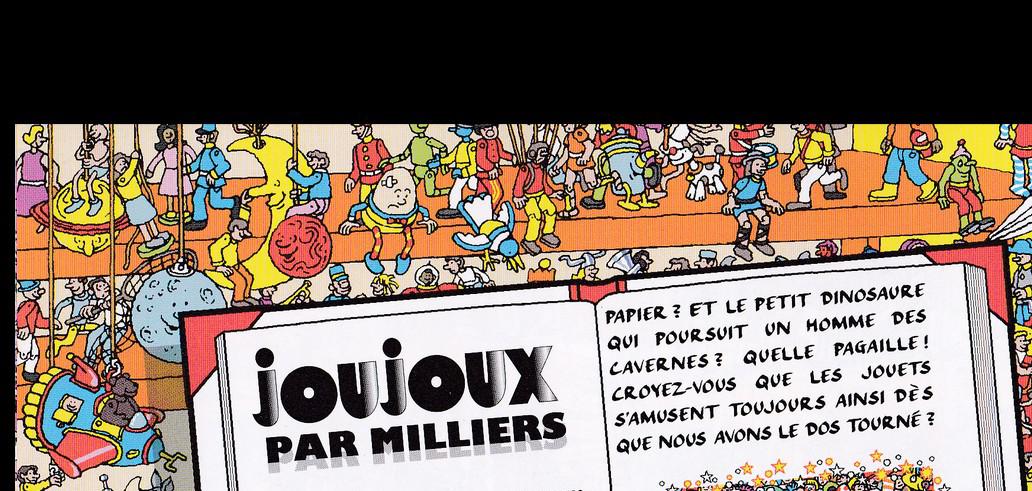 joujoux
PAR MILLIERS
PAPIER ? ET LE PETIT DINOSAURE
QUI POURSUIT UN HOMME DES
CAVERNES ? QUELLE PAGAILLE !
CROYEZ-VOUS QUE LES JOUETS
S'AMUSENT TOUJOURS AINSI DÈS
QUE NOUS AVONS LE DOS TOURNÉ ?